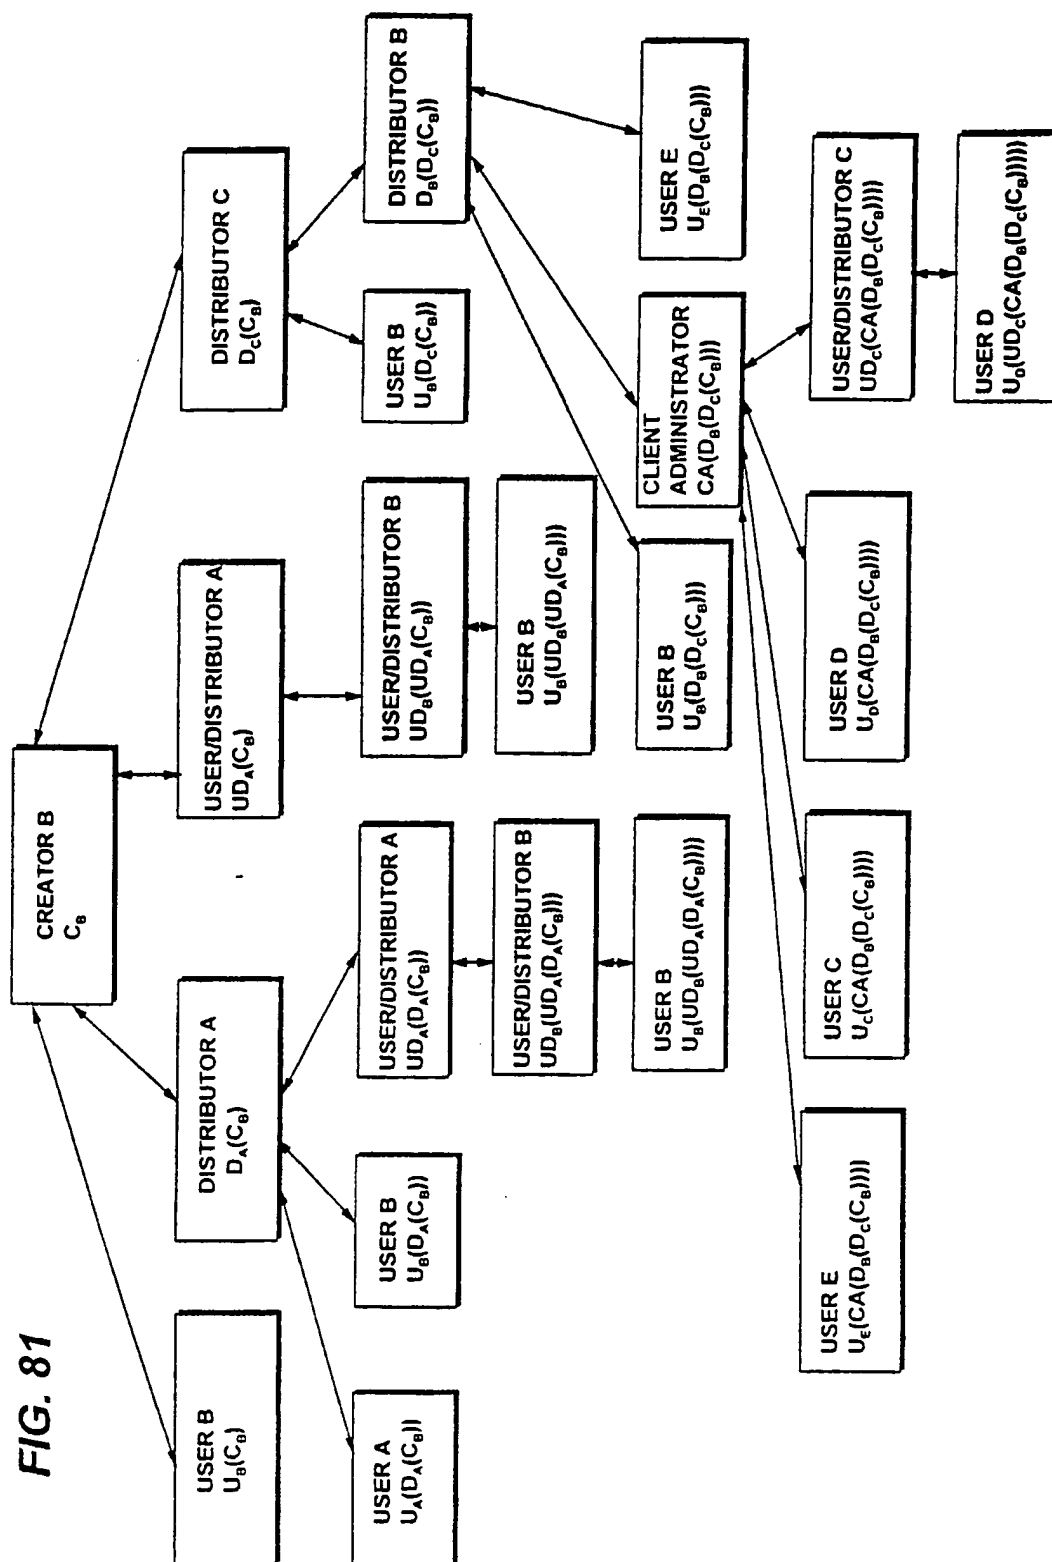 FIG. 81
CREATOR B
C_B
USER B
U_B(C_B)
DISTRIBUTOR A
D_A(C_B)
USER/DISTRIBUTOR A
UD_A(C_B)
DISTRIBUTOR C
D_C(C_B)
USER A
U_A(D_A(C_B))
USER B
U_B(D_A(C_B))
USER/DISTRIBUTOR A
UD_A(D_A(C_B))
USER/DISTRIBUTOR B
UD_B(UD_A(C_B))
USER B
U_B(D_C(C_B))
DISTRIBUTOR B
D_B(D_C(C_B))
USER/DISTRIBUTOR B
UD_B(UD_A(D_A(C_B)))
USER B
U_B(UD_B(UD_A(C_B)))
USER B
U_B(UD_B(UD_A(D_A(C_B))))
USER B
U_B(D_B(D_C(C_B)))
CLIENT
ADMINISTRATOR
CA(D_B(D_C(C_B)))
USER E
U_E(D_B(D_C(C_B)))
USER E
U_E(CA(D_B(D_C(C_B))))
USER C
U_C(CA(D_B(D_C(C_B))))
USER D
U_D(CA(D_B(D_C(C_B))))
USER/DISTRIBUTOR C
UD_C(CA(D_B(D_C(C_B))))
USER D
U_D(UD_C(CA(D_B(D_C(C_B)))))